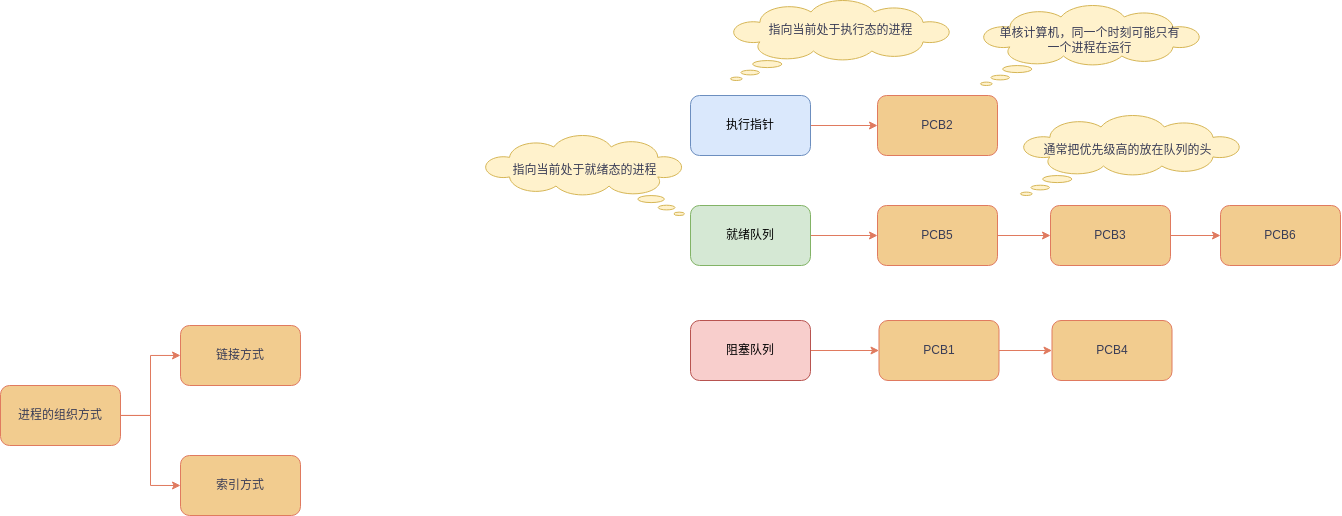 指向当前处于执行态的进程
单核计算机，同一个时刻可能只有
一个进程在运行
执行指针
PCB2
指向当前处于就绪态的进程
通常把优先级高的放在队列的头
就绪队列
PCB5
PCB3
PCB6
阻塞队列
PCB1
PCB4
链接方式
进程的组织方式
索引方式